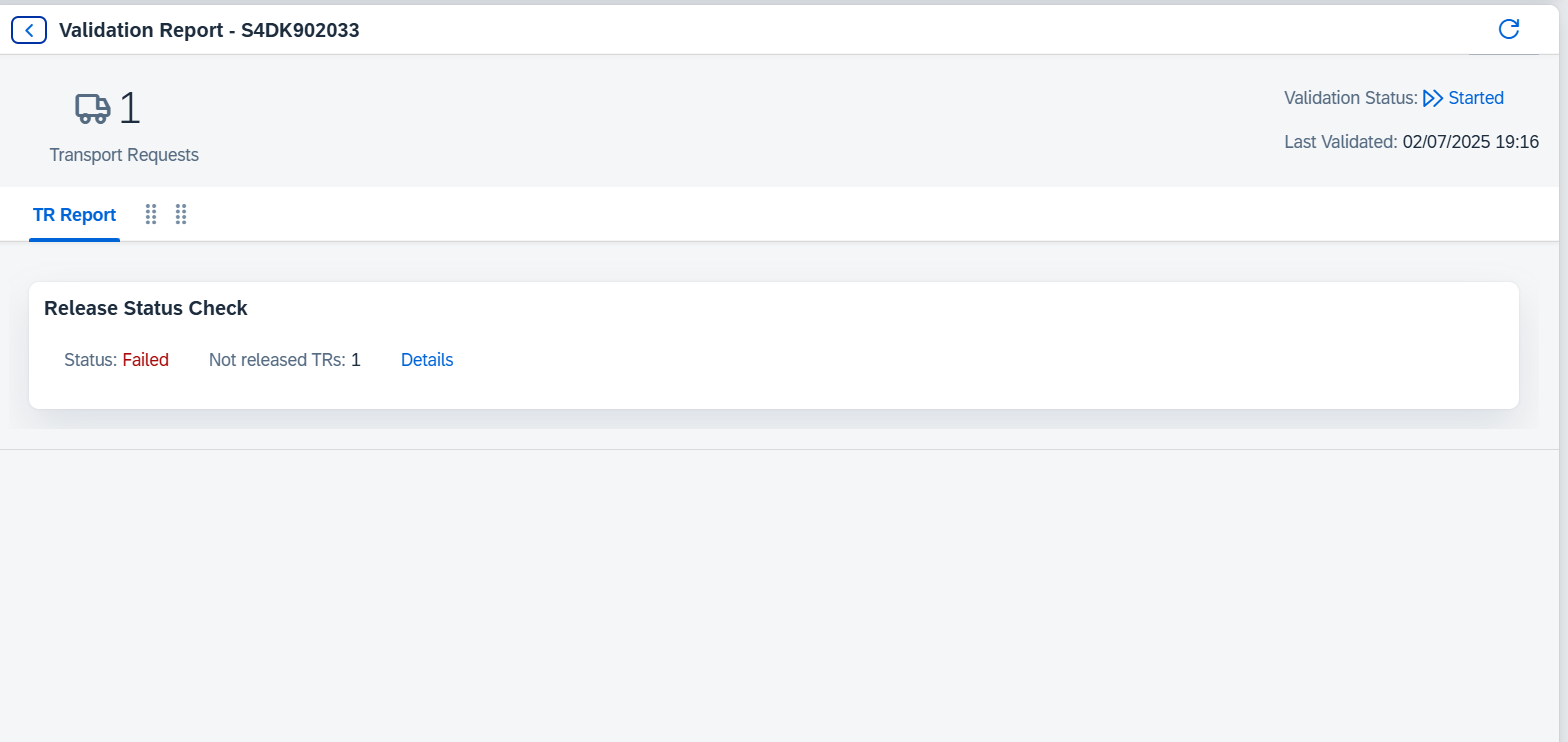 Validation Report - S4DK902033
1
Transport Requests
Validation Status: Started
Last Validated: 02/07/2025 19:16
TR Report
Release Status Check
Status: Failed Not released TRs: 1 Details